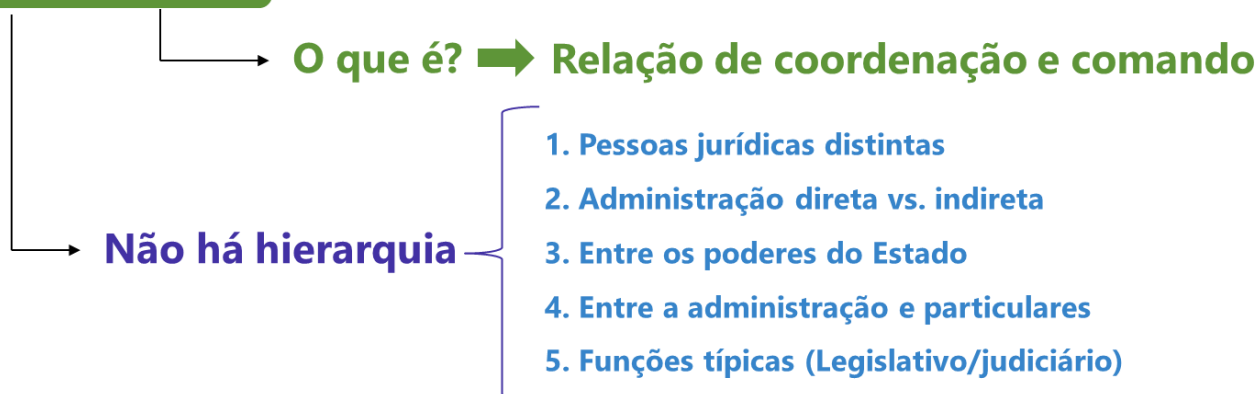 O que é? Relação de coordenação e comando
Não há hierarquia
1. Pessoas jurídicas distintas
2. Administração direta vs. indireta
3. Entre os poderes do Estado
4. Entre a administração e particulares
5. Funções típicas (Legislativo/judiciário)